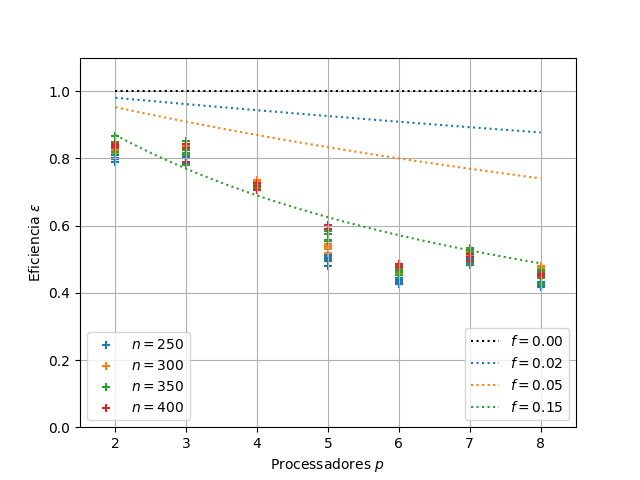 1.0
0.8
0.6
0.4
0.2
0.0
Eficiencia ε
n = 250
n = 300
n = 350
n = 400
f = 0.00
f = 0.02
f = 0.05
f = 0.15
2 3 4 5 6 7 8
Processadores p